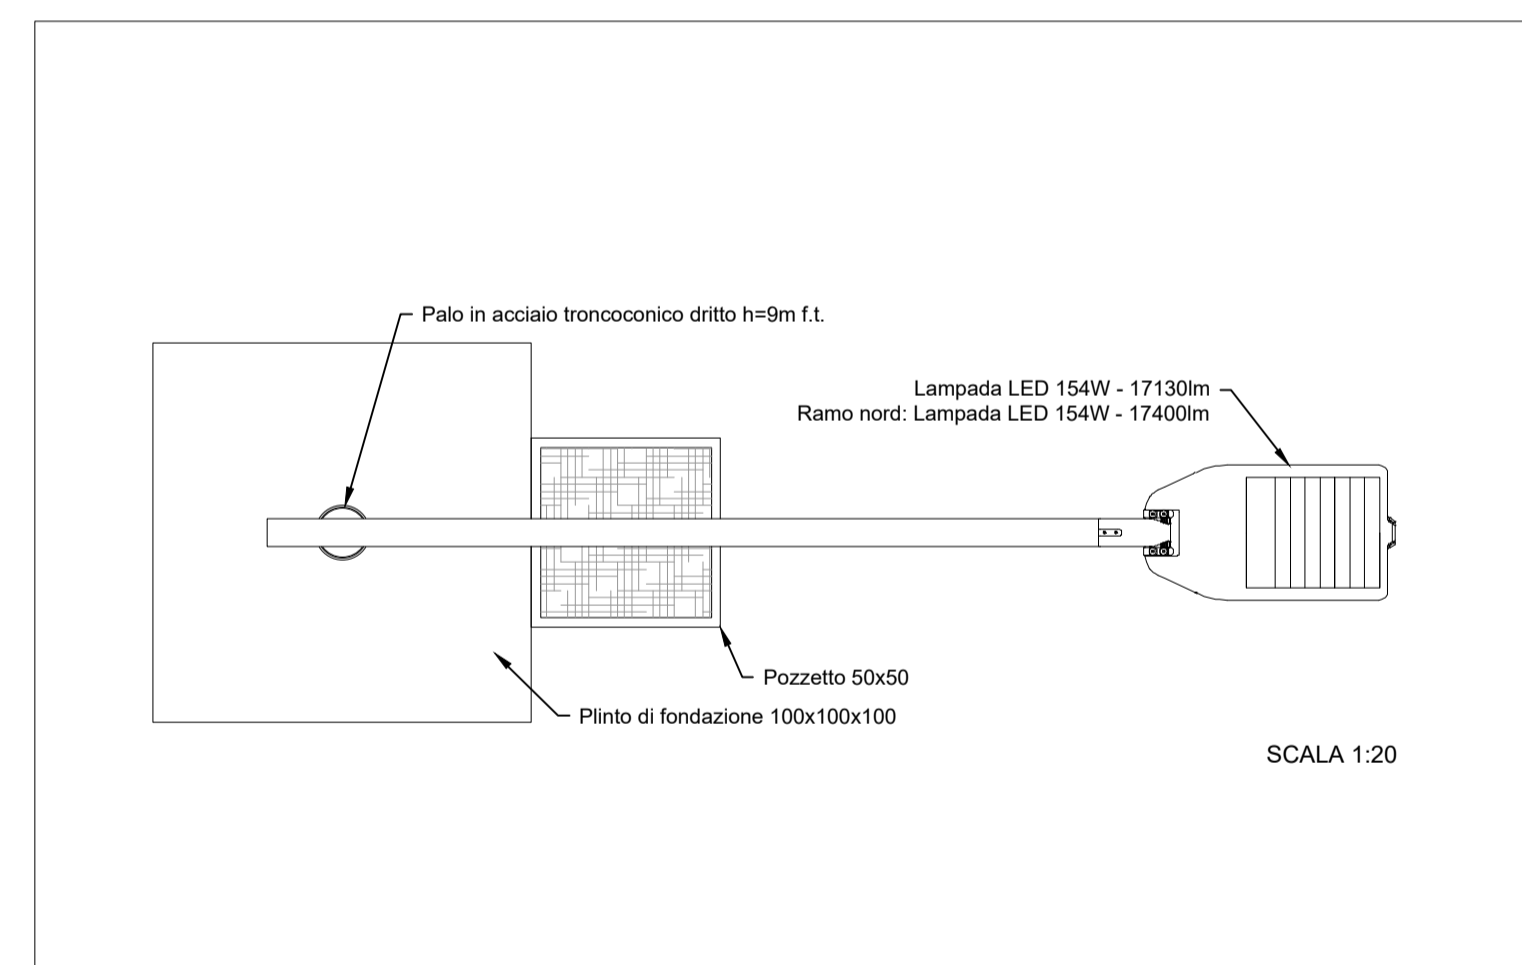 Palo in acciaio troncoconico dritto h=9m f.t.
Lampada LED 154W - 17130lm
Ramo nord: Lampada LED 154W - 17400lm
Pozzetto 50x50
Plinto di fondazione 100x100x100
SCALA 1:20